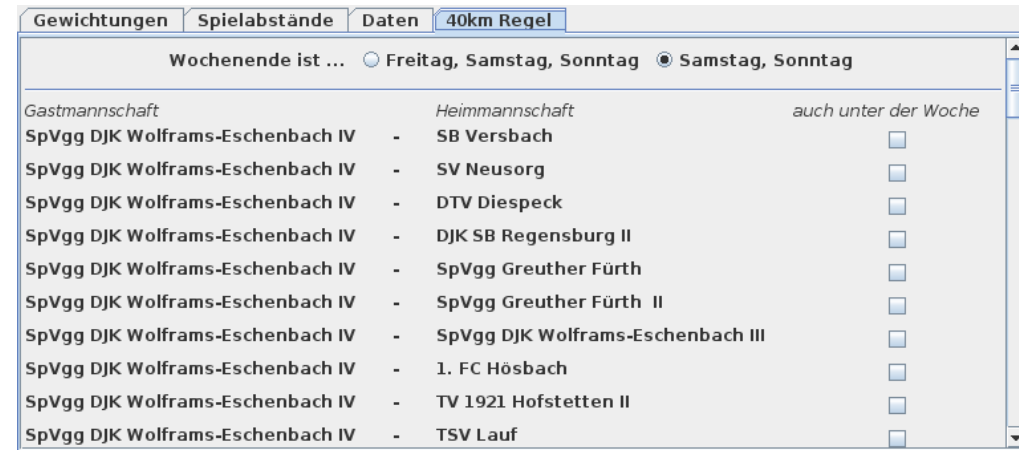 Gewichtungen Spielabstände Daten 40km Regel
Wochenende ist ... Freitag, Samstag, Sonntag Samstag, Sonntag
Gastmannschaft Heimmannschaft auch unter der Woche
SpVgg DJK Wolframs-Eschenbach IV - SB Versbach
SpVgg DJK Wolframs-Eschenbach IV - SV Neusorg
SpVgg DJK Wolframs-Eschenbach IV - DTV Diespeck
SpVgg DJK Wolframs-Eschenbach IV - DJK SB Regensburg II
SpVgg DJK Wolframs-Eschenbach IV - SpVgg Greuther Fürth
SpVgg DJK Wolframs-Eschenbach IV - SpVgg Greuther Fürth II
SpVgg DJK Wolframs-Eschenbach IV - SpVgg DJK Wolframs-Eschenbach III
SpVgg DJK Wolframs-Eschenbach IV - 1. FC Hösbach
SpVgg DJK Wolframs-Eschenbach IV - TV 1921 Hofstetten II
SpVgg DJK Wolframs-Eschenbach IV - TSV Lauf